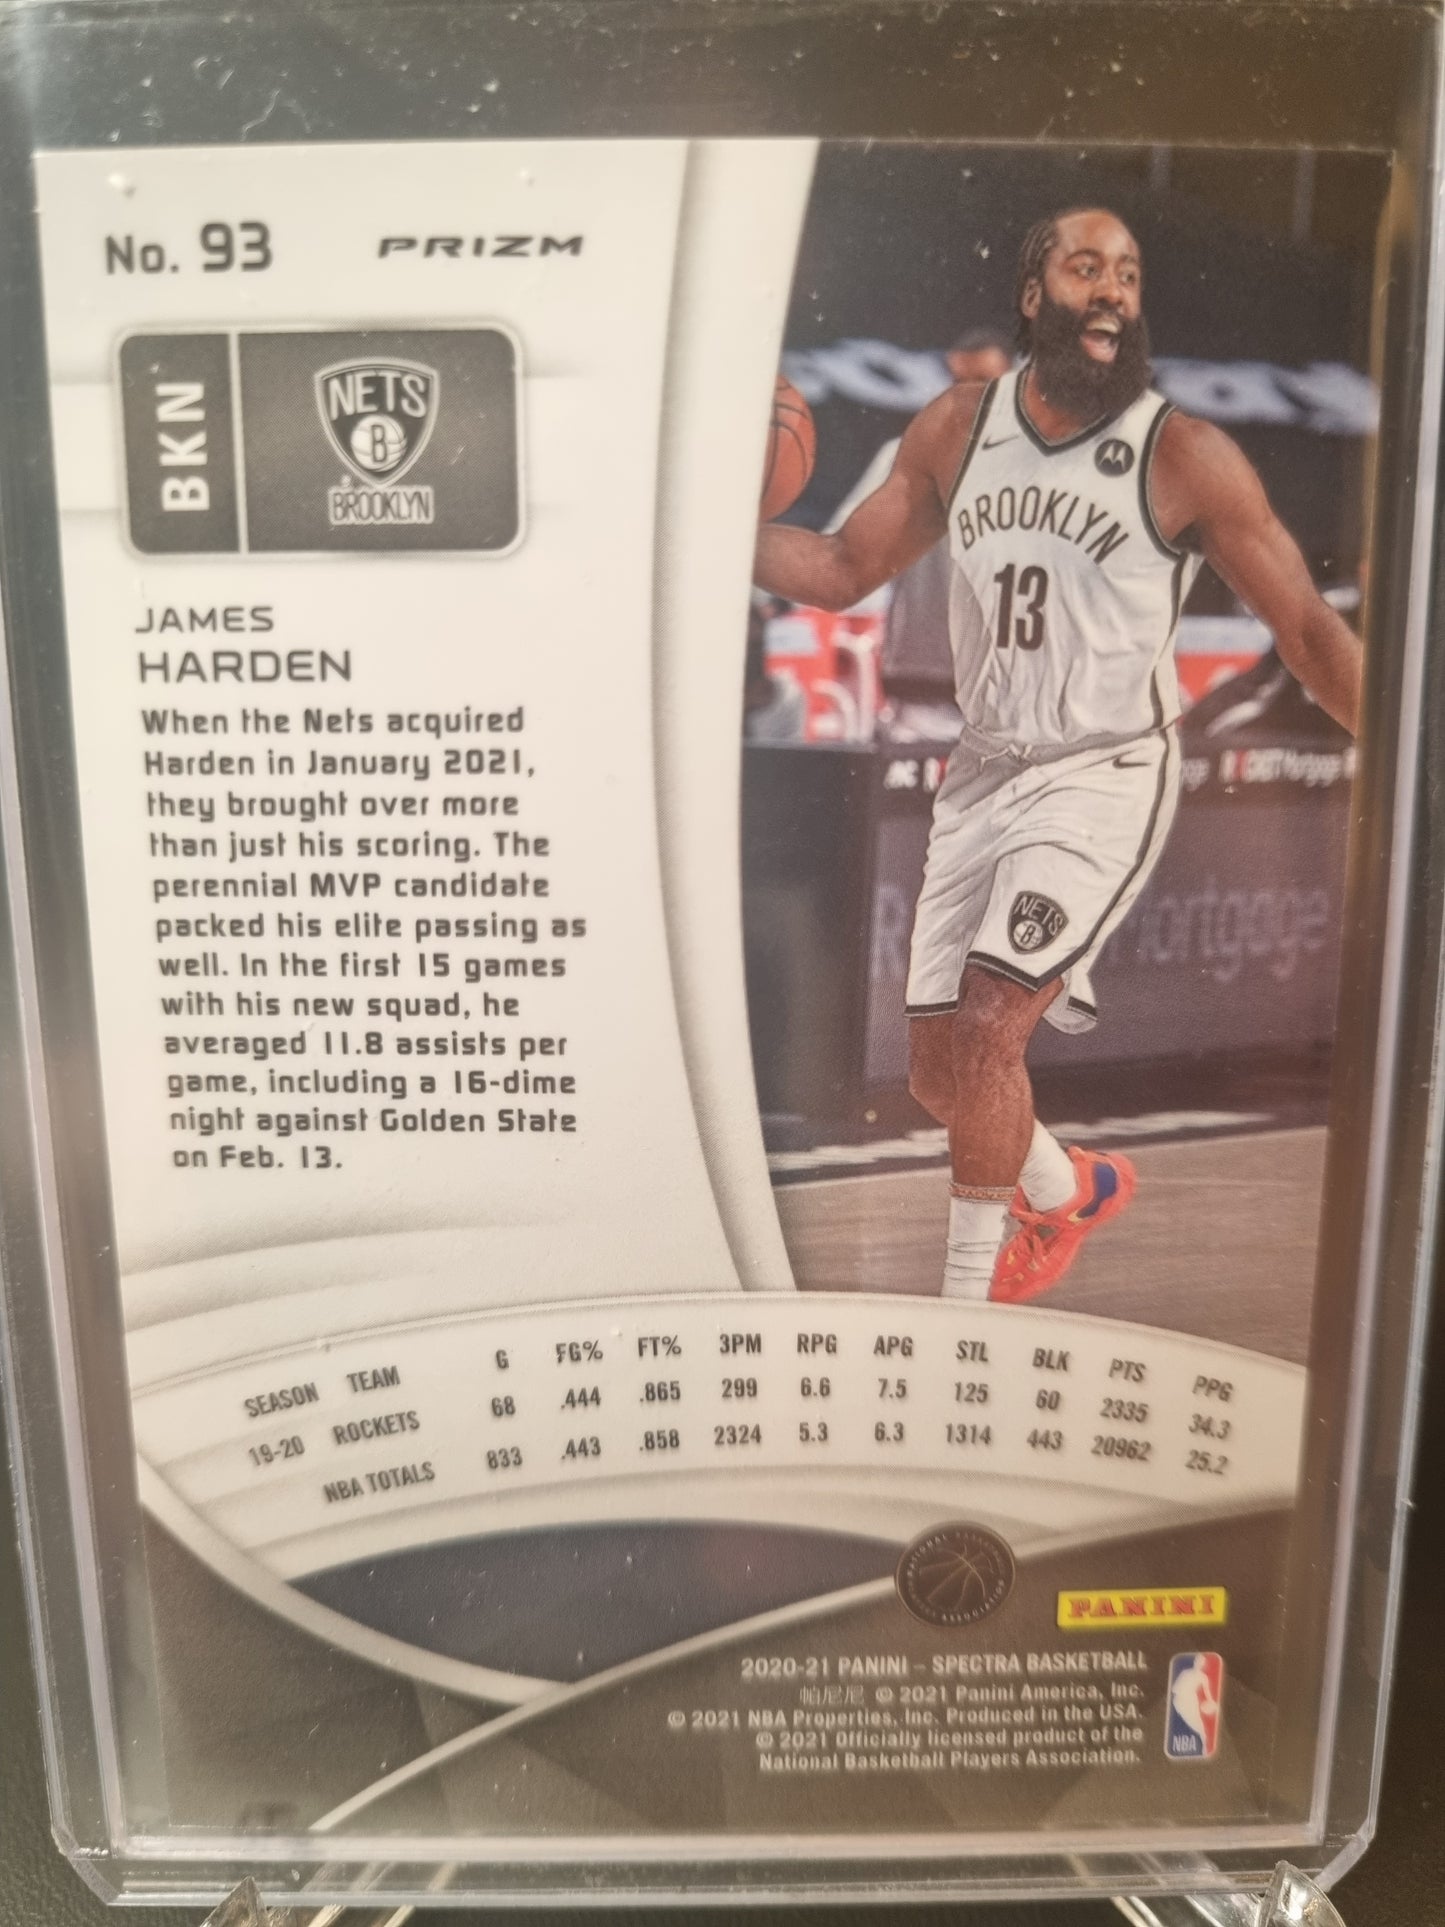 No. 93
PRIZM
BKN
NETS
B
BROOKLYN
JAMES
HARDEN
When the Nets acquired
Harden in January 2021,
they brought over more
than just his scoring. The
perennial MVP candidate
packed his elite passing as
well. In the first 15 games
with his new squad, he
averaged 11.8 assists per
game, including a 16-dime
night against Golden State
on Feb. 13.
BROOKLYN
13
NETS
B
Mortgage
SEASON TEAM G FG% FT% 3PM RPG APG STL BLK PTS PPG
19-20 ROCKETS 68 .444 .865 299 6.6 7.5 125 60 2335 34.3
NBA TOTALS 833 .443 .858 2324 5.3 6.3 1314 443 20962 25.2
PANINI
2020-21 PANINI – SPECTRA BASKETBALL
帕尼尼 © 2021 Panini America, Inc.
© 2021 NBA Properties, Inc. Produced in the USA.
© 2021 Officially licensed product of the
National Basketball Players Association.
NBA